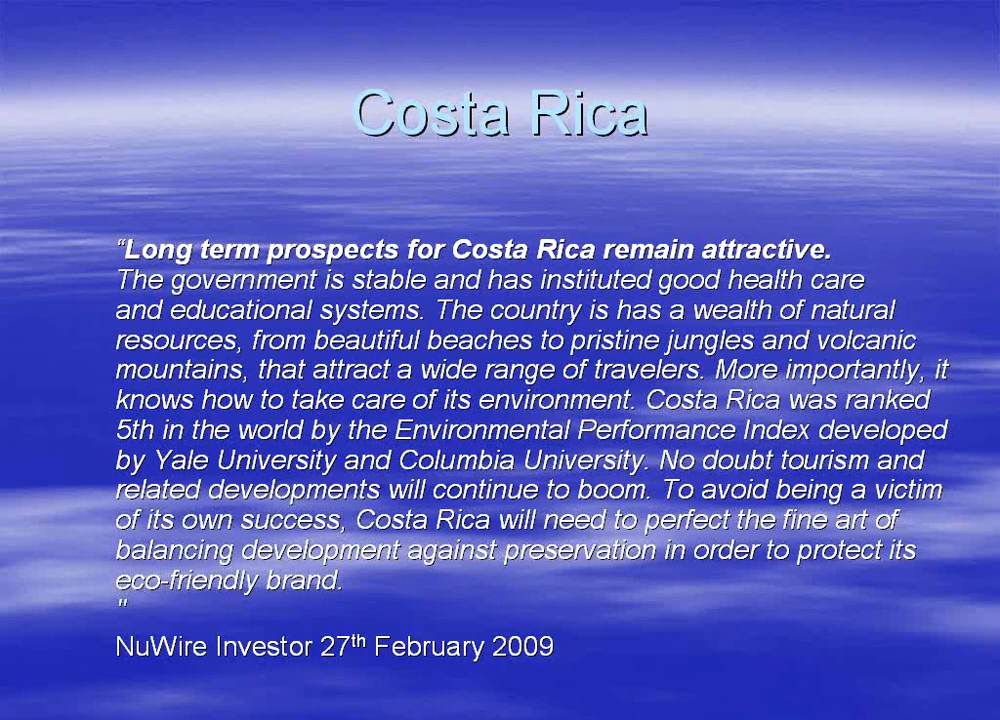 Costa Rica
“Long term prospects for Costa Rica remain attractive.
The government is stable and has instituted good health care
and educational systems. The country is has a wealth of natural
resources, from beautiful beaches to pristine jungles and volcanic
mountains, that attract a wide range of travelers. More importantly, it
knows how to take care of its environment. Costa Rica was ranked
5th in the world by the Environmental Performance Index developed
by Yale University and Columbia University. No doubt tourism and
related developments will continue to boom. To avoid being a victim
of its own success, Costa Rica will need to perfect the fine art of
balancing development against preservation in order to protect its
eco-friendly brand.
"
NuWire Investor 27th February 2009